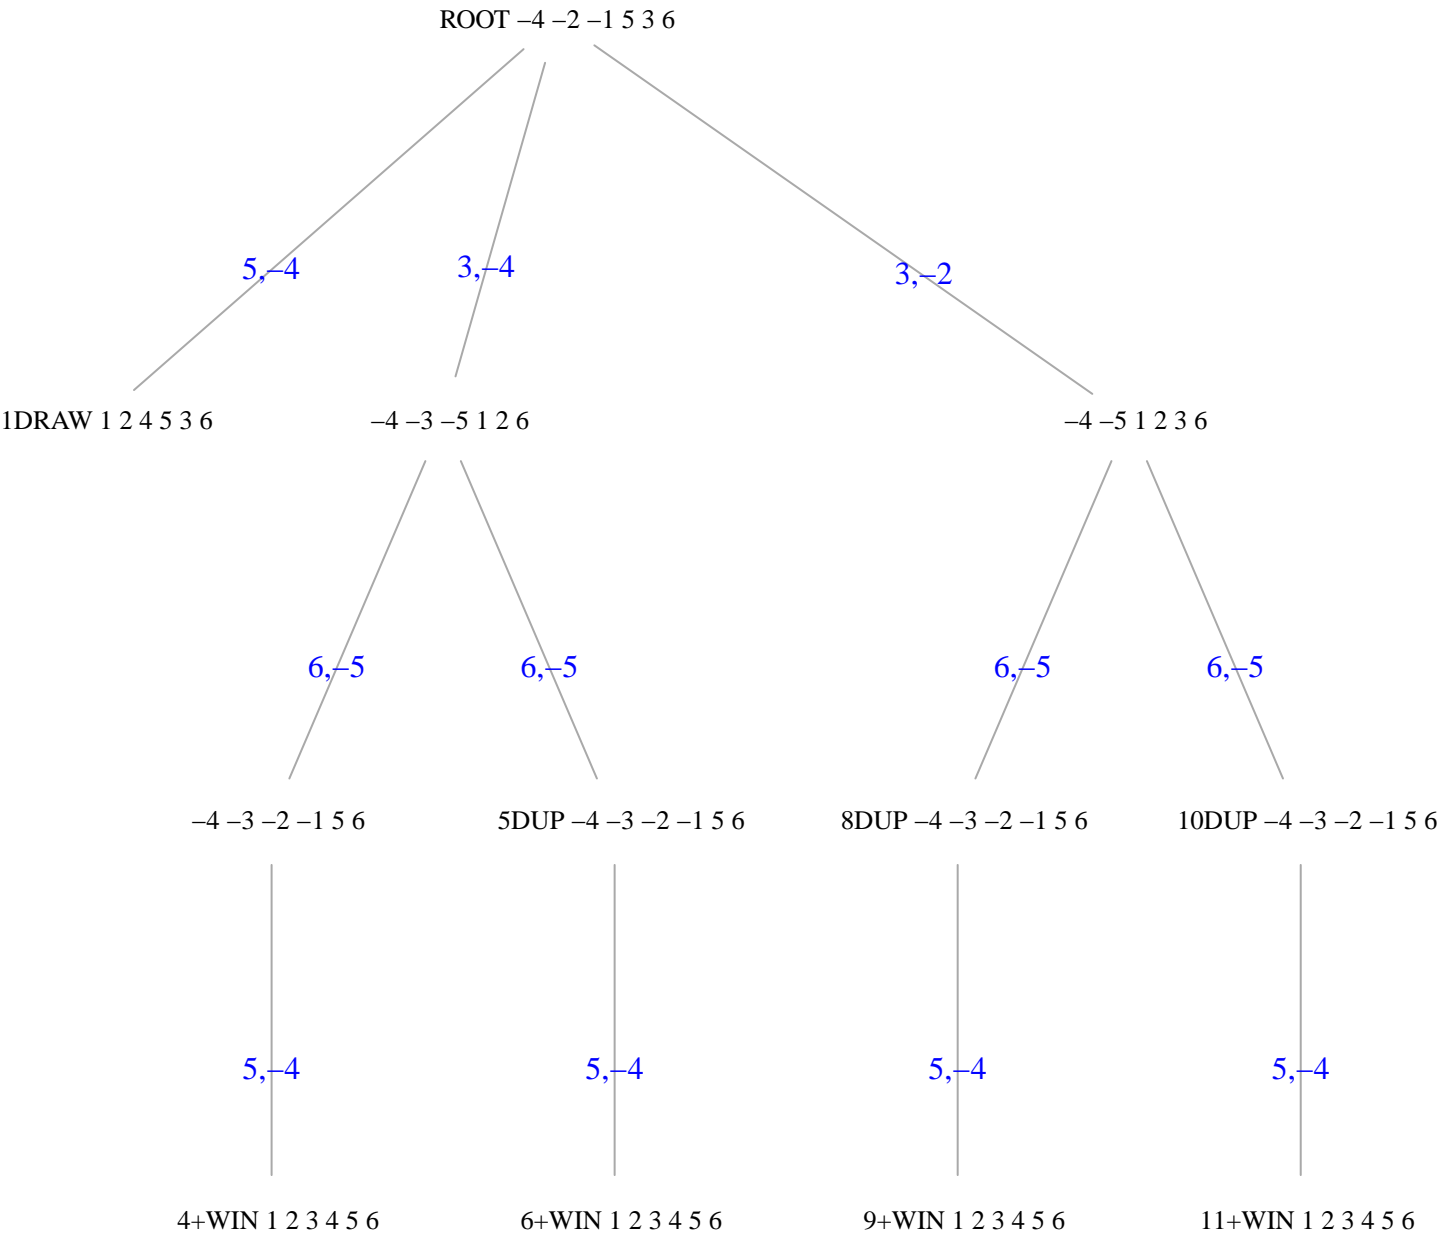 ROOT –4 –2 –1 5 3 6
5,–4
3,–4
3,–2
1DRAW 1 2 4 5 3 6
–4 –3 –5 1 2 6
–4 –5 1 2 3 6
6,–5
6,–5
6,–5
6,–5
–4 –3 –2 –1 5 6
5DUP –4 –3 –2 –1 5 6
8DUP –4 –3 –2 –1 5 6
10DUP –4 –3 –2 –1 5 6
5,–4
5,–4
5,–4
5,–4
4+WIN 1 2 3 4 5 6
6+WIN 1 2 3 4 5 6
9+WIN 1 2 3 4 5 6
11+WIN 1 2 3 4 5 6